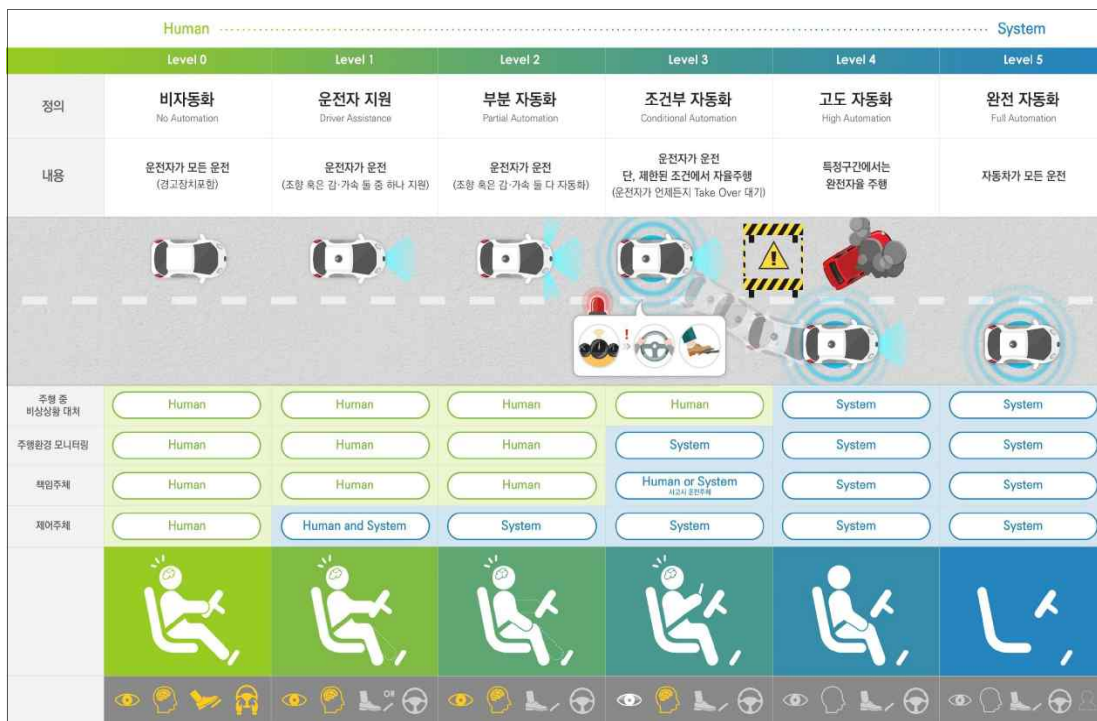 Human System
Level 0 Level 1 Level 2 Level 3 Level 4 Level 5
정의 비자동화 운전자 지원 부분 자동화 조건부 자동화 고도 자동화 완전 자동화
No Automation Driver Assistance Partial Automation Conditional Automation High Automation Full Automation
내용
운전자가 모든 운전
(경고장치포함)
운전자가 운전
(조향 혹은 감·가속 둘 중 하나 지원)
운전자가 운전
(조향 혹은 감·가속 둘 다 자동화)
운전자가 운전
단, 제한된 조건에서 자율주행
(운전자가 언제든지 Take Over 대기)
특정구간에서는
완전자율 주행
자동차가 모든 운전
!
!
주행 중
비상상황 대처
Human Human Human Human System System
주행환경 모니터링 Human Human Human System System System
책임주체 Human Human Human Human or System System System
사고시 운전주체
제어주체 Human Human and System System System System System
OR